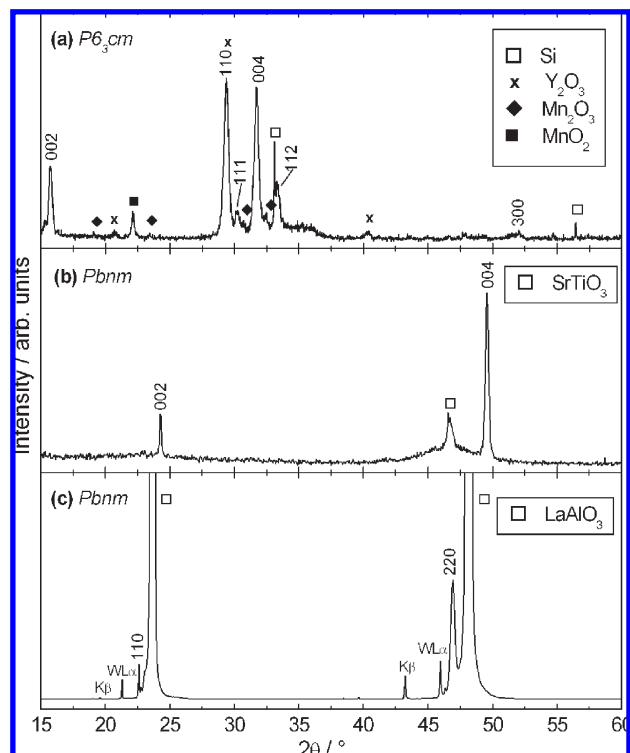 (a) P6₃cm
002
110
x
111
004
112
300
x
x
Si
x Y₂O₃
Mn₂O₃
MnO₂
Intensity / arb. units
(b) Pbnm
002
004
SrTiO₃
(c) Pbnm
Kβ
WLα
110
Kβ
WLα
220
LaAlO₃
15 20 25 30 35 40 45 50 55 60
2θ / °